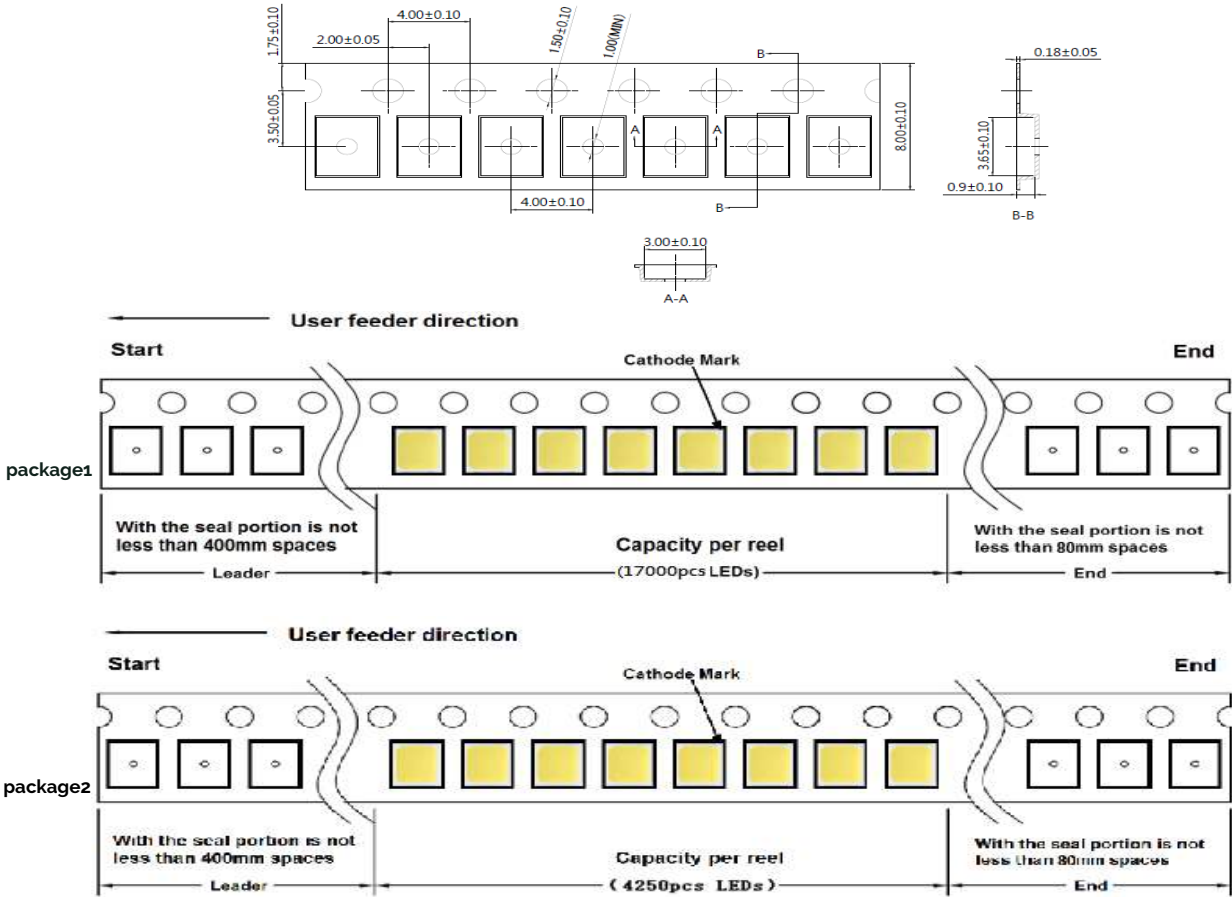 4.00±0.10
1.75±0.10
2.00±0.05
1.50±0.10
1.00(MIN)
B
0.18±0.05
3.50±0.05
A
A
8.00±0.10
3.65±0.10
4.00±0.10
B
0.9±0.10
B-B
3.00±0.10
A-A
User feeder direction
Start
Cathode Mark
End
package1
With the seal portion is not
less than 400mm spaces
Capacity per reel
With the seal portion is not
less than 80mm spaces
Leader
(17000pcs LEDs)
End
User feeder direction
Start
Cathode Mark
End
package2
With the seal portion is not
less than 400mm spaces
Capacity per reel
With the seal portion is not
less than 80mm spaces
Leader
(4250pcs LEDs)
End